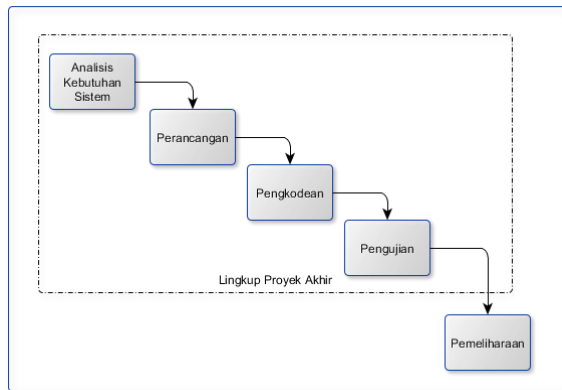 Analisis
Kebutuhan
Sistem
Perancangan
Pengkodean
Pengujian
Lingkup Proyek Akhir
Pemeliharaan